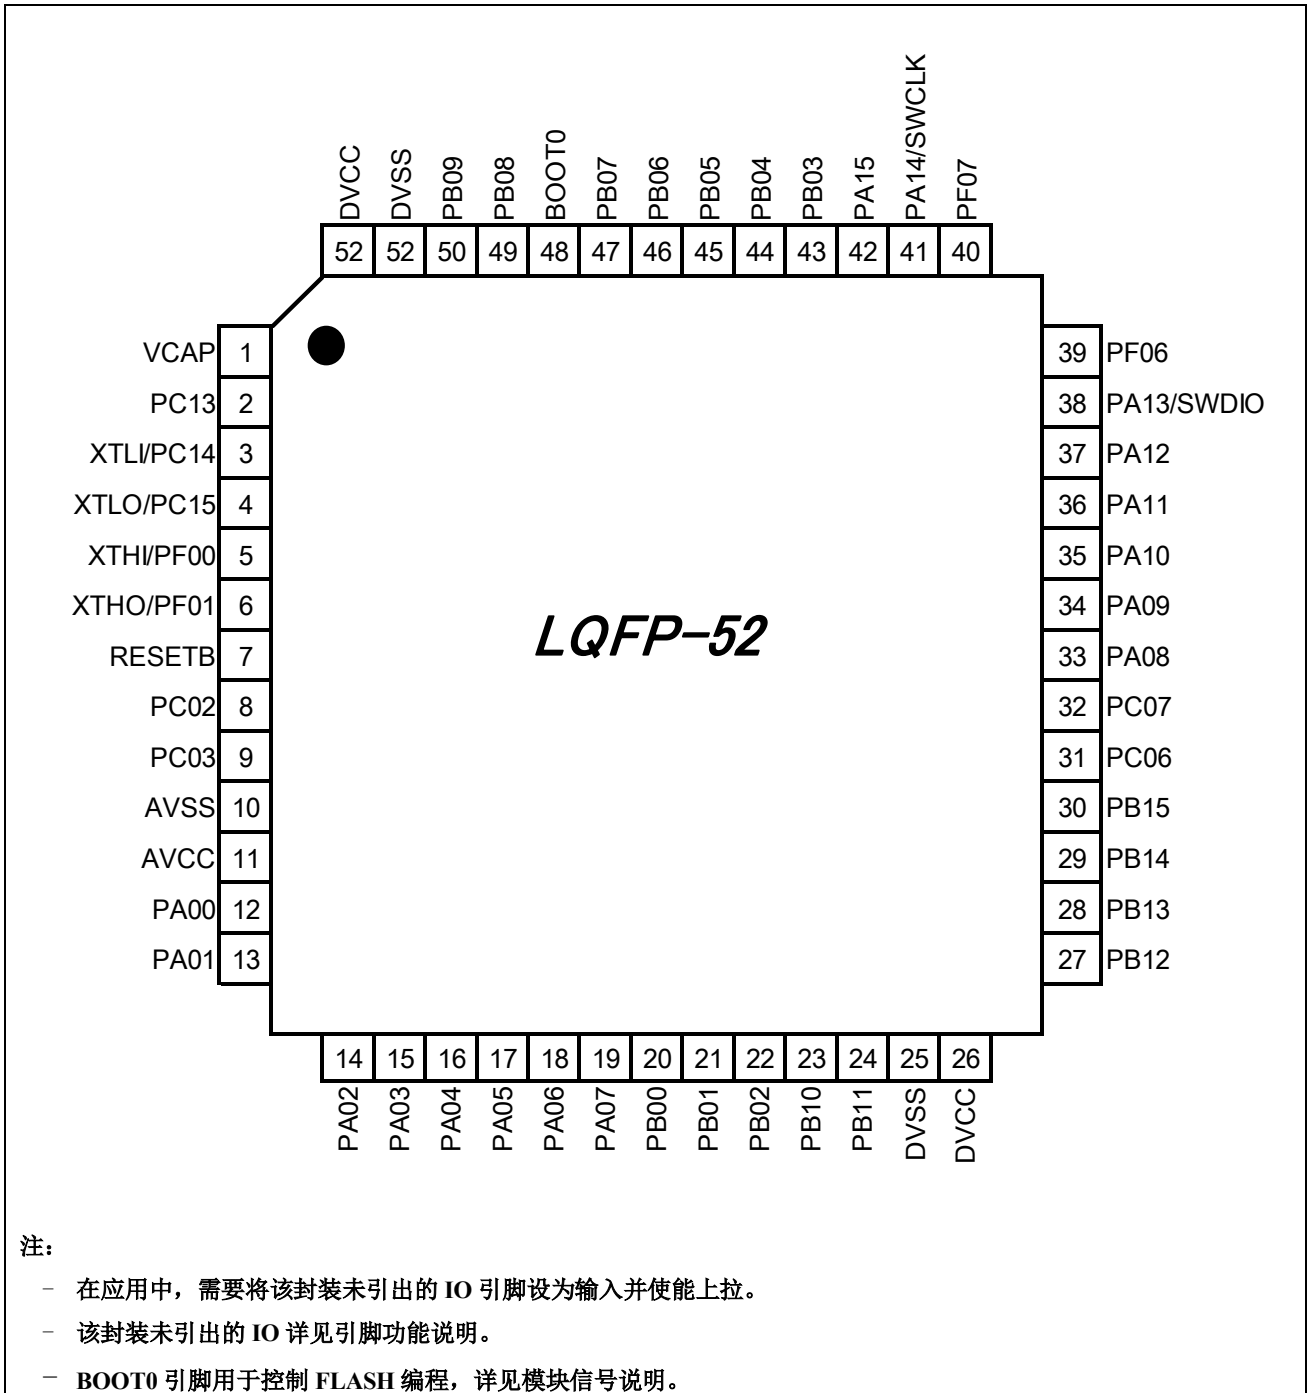 DVCC DVSS PB09 PB08 BOOT0 PB07 PB06 PB05 PB04 PB03 PA15 PA14/SWCLK PF07
52 52 50 49 48 47 46 45 44 43 42 41 40
VCAP 1
PC13 2
XTLI/PC14 3
XTLO/PC15 4
XTHI/PF00 5
XTHO/PF01 6
RESETB 7
PC02 8
PC03 9
AVSS 10
AVCC 11
PA00 12
PA01 13
LQFP-52
39 PF06
38 PA13/SWDIO
37 PA12
36 PA11
35 PA10
34 PA09
33 PA08
32 PC07
31 PC06
30 PB15
29 PB14
28 PB13
27 PB12
14 15 16 17 18 19 20 21 22 23 24 25 26
PA02 PA03 PA04 PA05 PA06 PA07 PB00 PB01 PB02 PB10 PB11 DVSS DVCC
注：
－ 在应用中，需要将该封装未引出的 IO 引脚设为输入并使能上拉。
－ 该封装未引出的 IO 详见引脚功能说明。
－ BOOT0 引脚用于控制 FLASH 编程，详见模块信号说明。